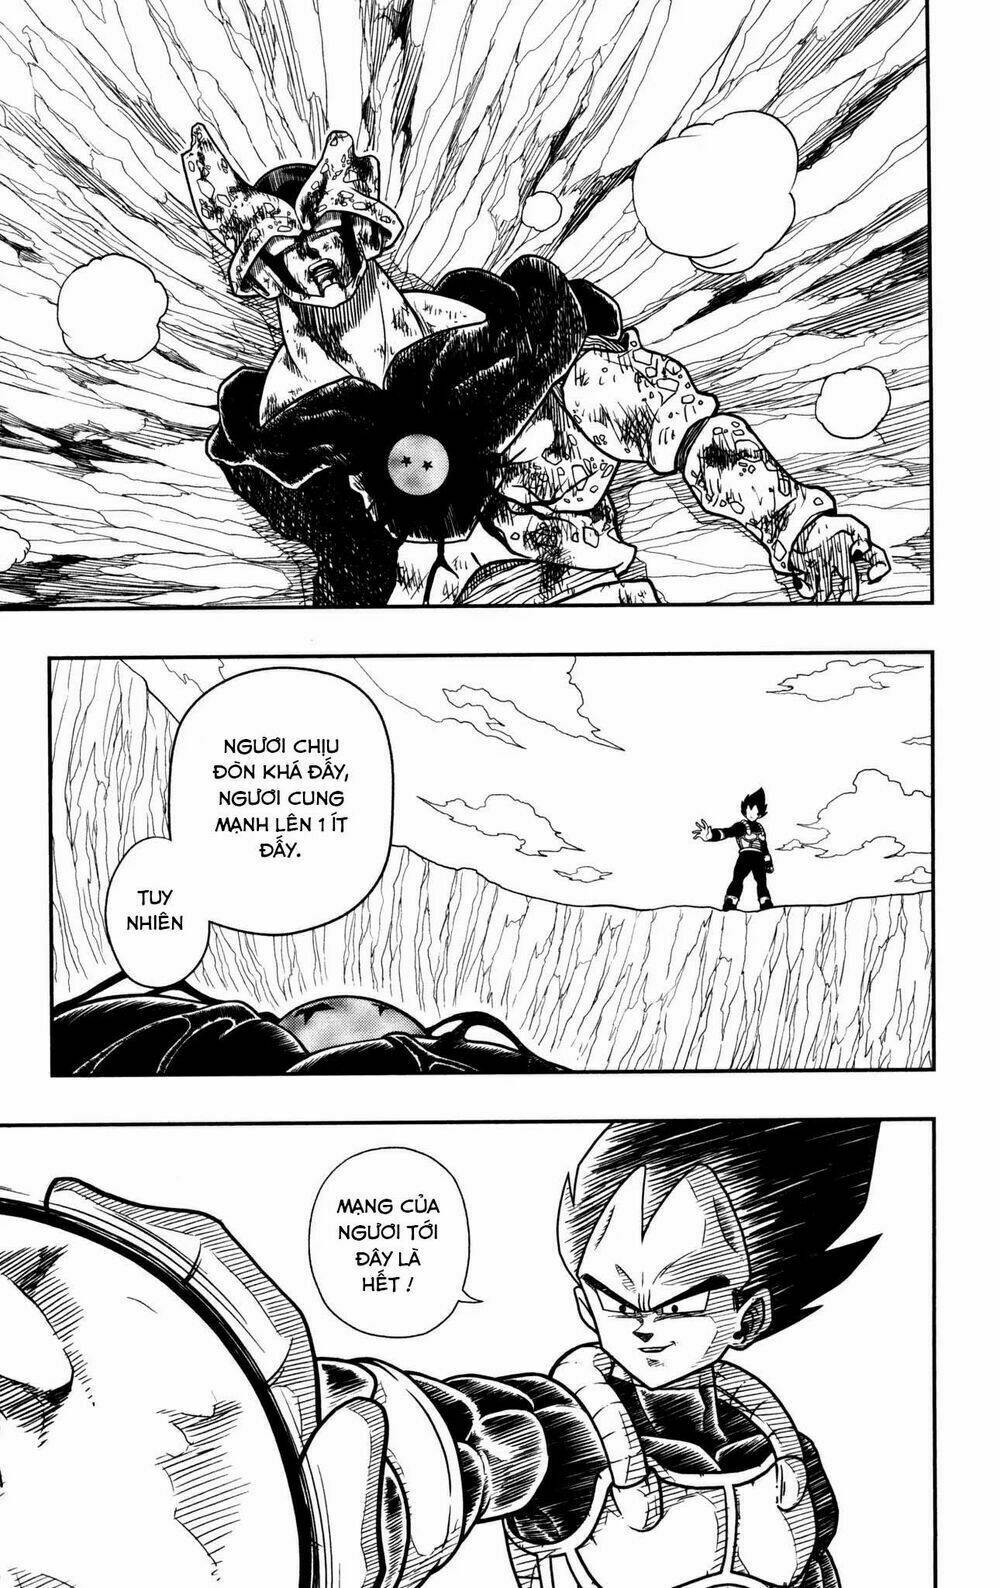 NGƯƠI CHỊU
ĐÒN KHÁ ĐẤY,
NGƯƠI CUNG
MẠNH LÊN 1 ÍT
ĐẤY.
TUY
NHIÊN
MẠNG CỦA
NGƯƠI TỚI
ĐÂY LÀ
HẾT !